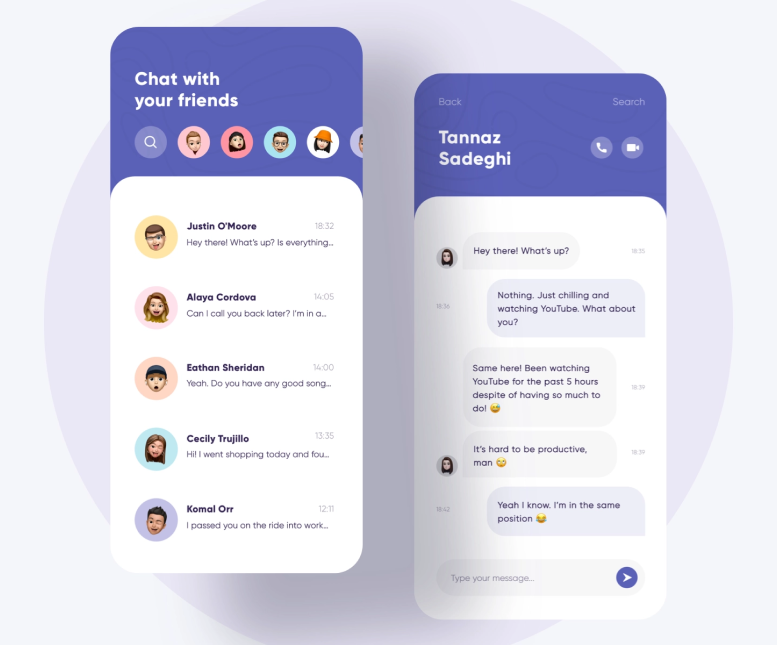 Chat with
your friends
Justin O'Moore 18:32
Hey there! What's up? Is everything...
Alaya Cordova 14:05
Can I call you back later? I'm in a...
Eathan Sheridan 14:00
Yeah. Do you have any good song...
Cecily Trujillo 13:35
Hi! I went shopping today and fou...
Komal Orr 12:11
I passed you on the ride into work...
Back Search
Tannaz
Sadeghi
Hey there! What's up? 18:35
Nothing. Just chilling and
18:36 watching YouTube. What about
you?
Same here! Been watching
YouTube for the past 5 hours 18:39
despite of having so much to
do! 😅
It's hard to be productive, 18:39
man 😌
18:42 Yeah I know. I'm in the same
position 😂
Type your message...